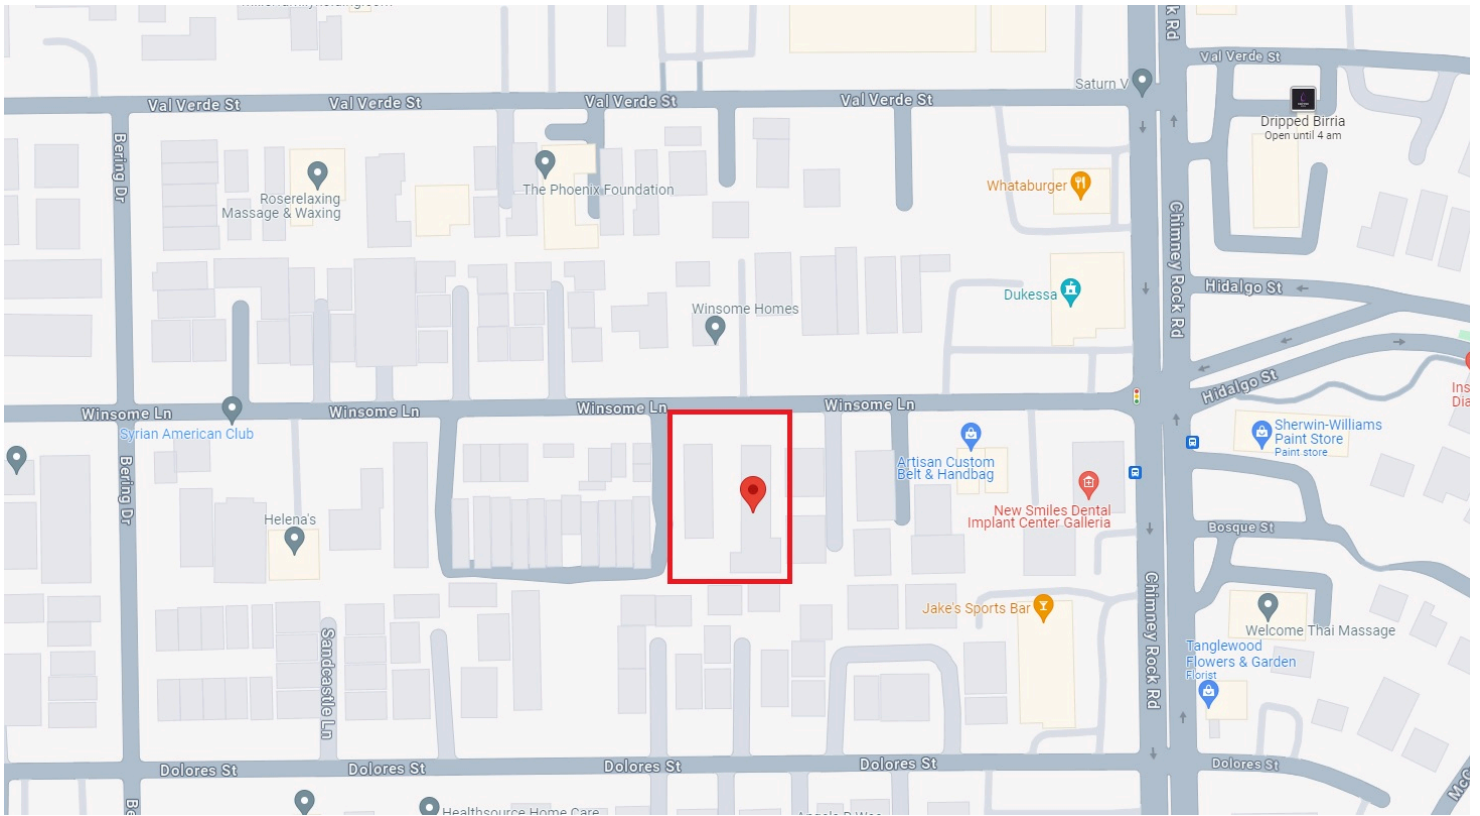 k Rd
Val Verde St
Saturn V
Val Verde St
Val Verde St
Val Verde St
Val Verde St
Dripped Birria
Open until 4 am
Bering Dr
The Phoenix Foundation
Whataburger
Roserelaxing
Massage & Waxing
Chimney Rock Rd
Hidalgo St
Dukessa
Winsome Homes
Hidalgo St
Ins
Dia
Winsome Ln
Winsome Ln
Winsome Ln
Winsome Ln
Syrian American Club
Sherwin-Williams
Paint Store
Paint store
Artisan Custom
Belt & Handbag
Bering Dr
New Smiles Dental
Implant Center Galleria
Helena's
Bosque St
Jake's Sports Bar
Chimney Rock Rd
Welcome Thai Massage
Sandcastle Ln
Tanglewood
Flowers & Garden
Florist
Dolores St
Dolores St
Dolores St
Dolores St
Dolores St
McC
Be
Healthsource Home Care